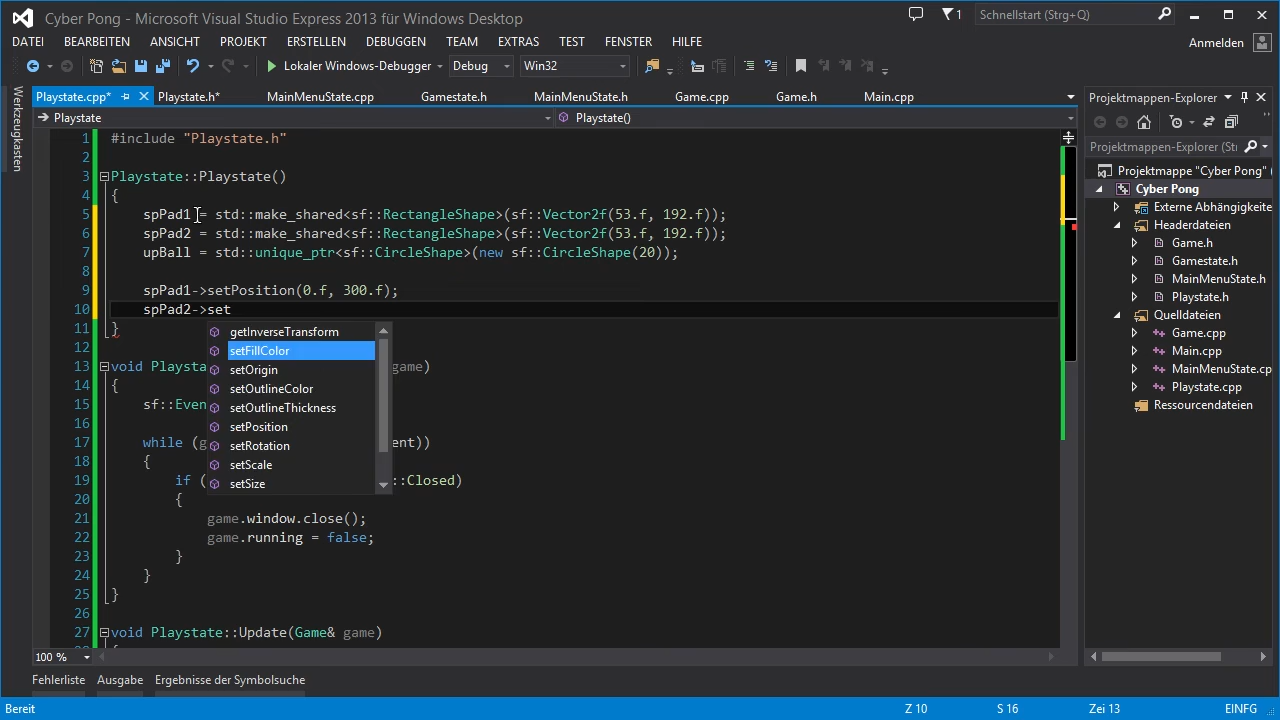 Cyber Pong - Microsoft Visual Studio Express 2013 für Windows Desktop
1
Schnellstart (Strg+Q)
DATEI BEARBEITEN ANSICHT PROJEKT ERSTELLEN DEBUGGEN TEAM EXTRAS TEST FENSTER HILFE
Anmelden
Lokaler Windows-Debugger Debug Win32
Werkzeugkasten
Playstate.cpp* Playstate.h* MainMenuState.cpp Gamestate.h MainMenuState.h Game.cpp Game.h Main.cpp
Playstate Playstate()
1 #include "Playstate.h"
2
3 Playstate::Playstate()
4 {
5 spPad1 = std::make_shared<sf::RectangleShape>(sf::Vector2f(53.f, 192.f));
6 spPad2 = std::make_shared<sf::RectangleShape>(sf::Vector2f(53.f, 192.f));
7 upBall = std::unique_ptr<sf::CircleShape>(new sf::CircleShape(20));
8
9 spPad1->setPosition(0.f, 300.f);
10 spPad2->set
11 }
12
13 void Playsta game)
14 {
15 sf::Even
16
17 while (g ent))
18 {
19 if ( ::Closed)
20 {
21 game.window.close();
22 game.running = false;
23 }
24 }
25 }
26
27 void Playstate::Update(Game& game)
getInverseTransform
setFillColor
setOrigin
setOutlineColor
setOutlineThickness
setPosition
setRotation
setScale
setSize
100 %
Projektmappen-Explorer
Projektmappen-Explorer (Str
Projektmappe "Cyber Pong" (
Cyber Pong
Externe Abhängigkeite
Headerdateien
Game.h
Gamestate.h
MainMenuState.h
Playstate.h
Quelldateien
Game.cpp
Main.cpp
MainMenuState.cp
Playstate.cpp
Ressourcendateien
Fehlerliste Ausgabe Ergebnisse der Symbolsuche
Bereit Z 10 S 16 Zei 13 EINFG